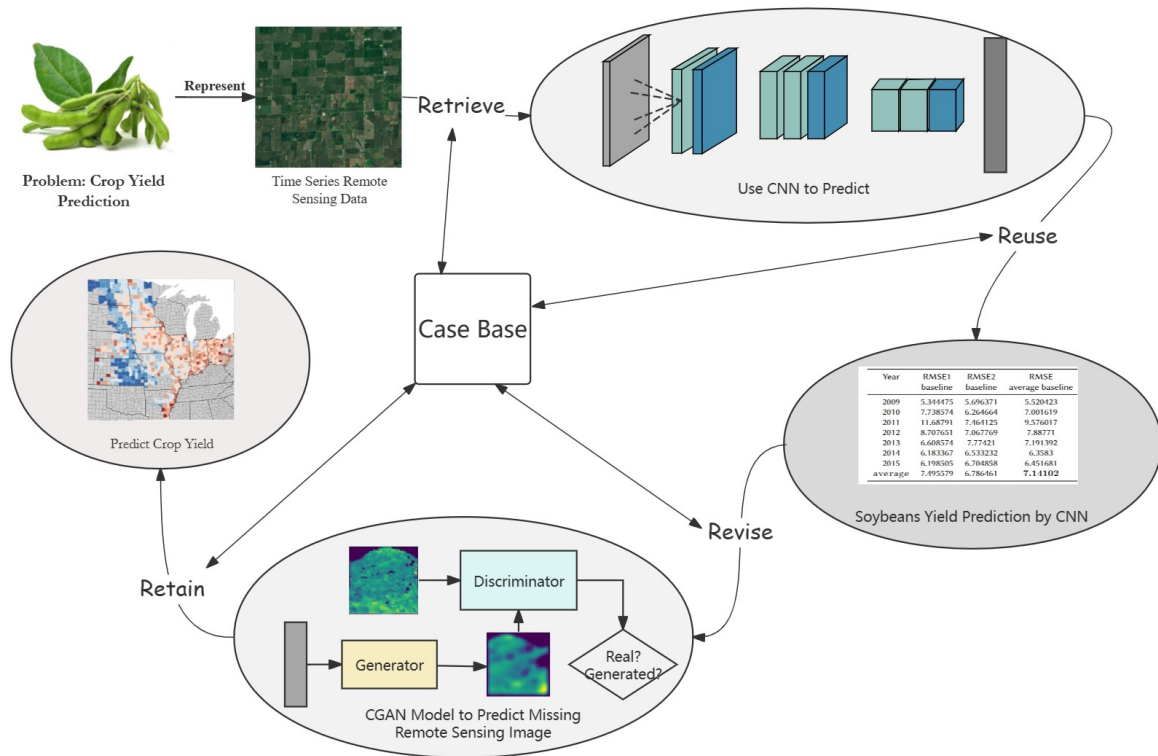 Represent
Retrieve
Problem: Crop Yield
Prediction
Time Series Remote
Sensing Data
Use CNN to Predict
Reuse
Case Base
Predict Crop Yield
Year RMSE1 RMSE2 RMSE
baseline baseline average baseline
2009 5.344475 5.696371 5.520423
2010 7.738574 6.264664 7.001619
2011 11.68791 7.464125 9.576017
2012 8.707651 7.067769 7.88771
2013 6.608574 7.77421 7.191392
2014 6.183367 6.533232 6.3583
2015 6.198505 6.704858 6.451681
average 7.495579 6.786461 7.14102
Soybeans Yield Prediction by CNN
Revise
Retain
Discriminator
Generator
Real?
Generated?
CGAN Model to Predict Missing
Remote Sensing Image